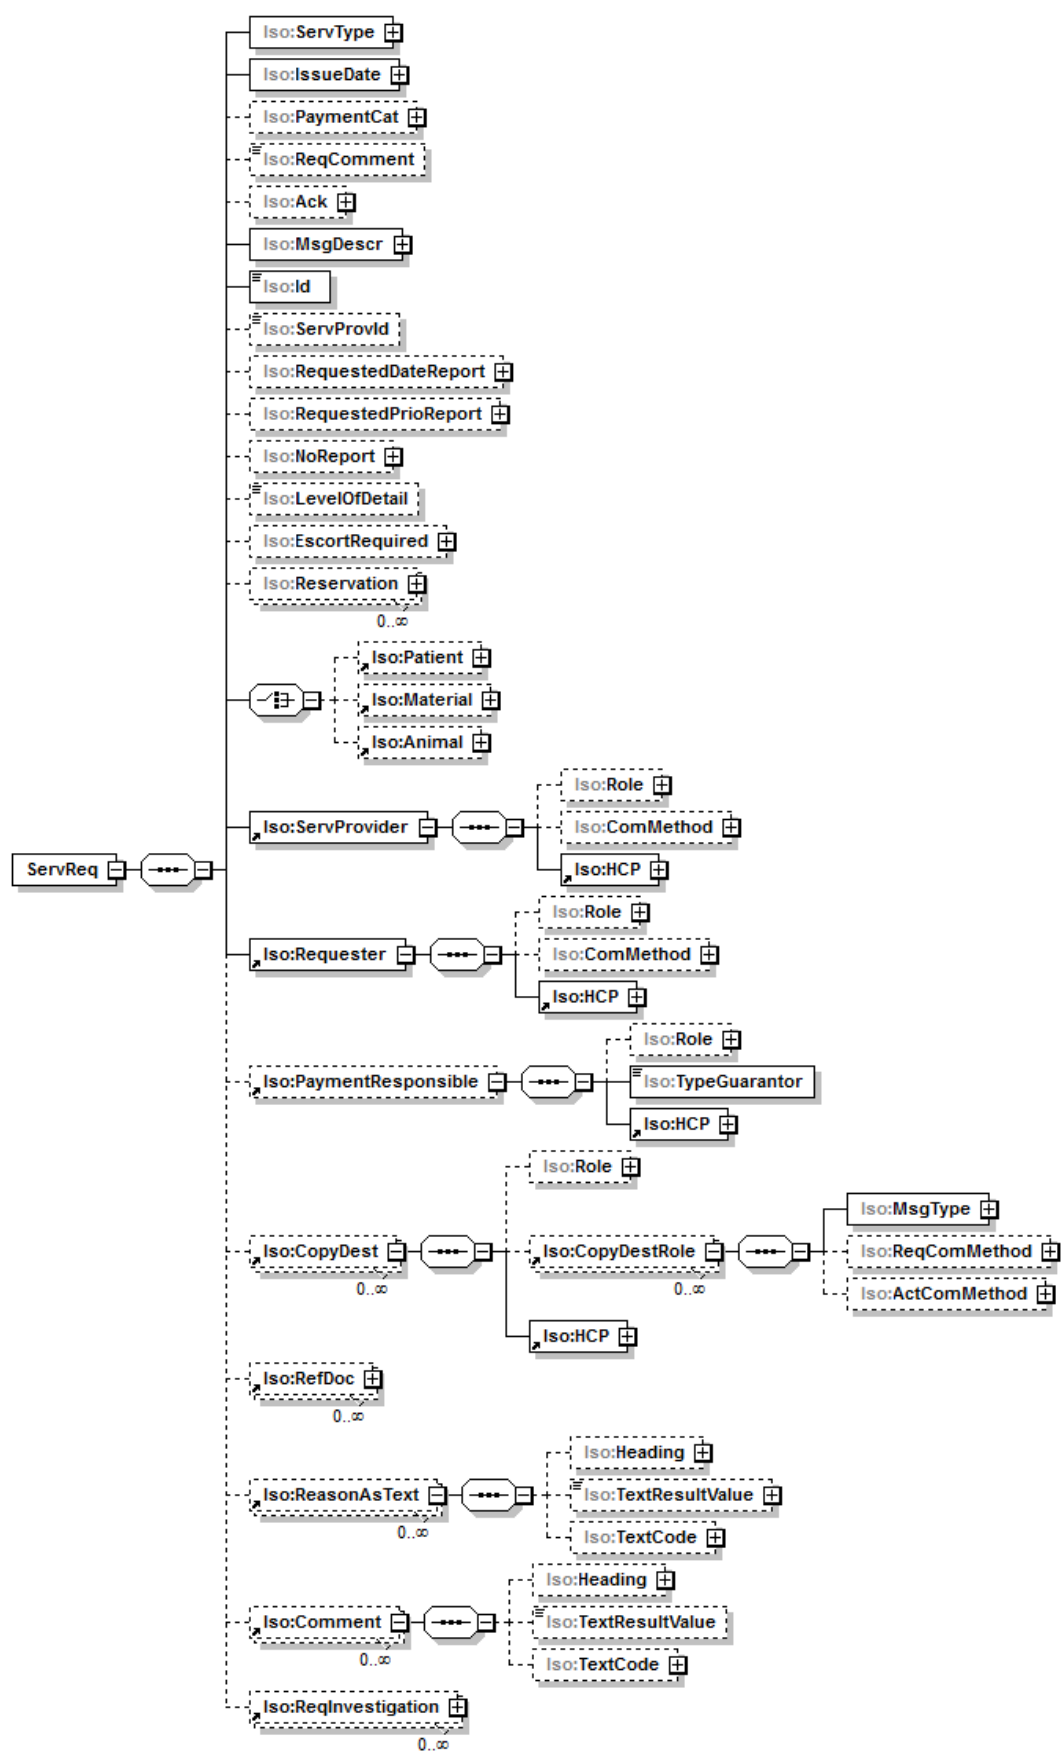 Iso:ServType
Iso:IssueDate
Iso:PaymentCat
Iso:ReqComment
Iso:Ack
Iso:MsgDescr
Iso:Id
Iso:ServProvId
Iso:RequestedDateReport
Iso:RequestedPrioReport
Iso:NoReport
Iso:LevelOfDetail
Iso:EscortRequired
Iso:Reservation
0..∞
Iso:Patient
Iso:Material
Iso:Animal
Iso:Role
Iso:ServProvider
Iso:ComMethod
Iso:HCP
ServReq
Iso:Role
Iso:Requester
Iso:ComMethod
Iso:HCP
Iso:Role
Iso:PaymentResponsible
Iso:TypeGuarantor
Iso:HCP
Iso:Role
Iso:MsgType
Iso:CopyDest
0..∞
Iso:CopyDestRole
0..∞
Iso:ReqComMethod
Iso:ActComMethod
Iso:HCP
Iso:RefDoc
0..∞
Iso:Heading
Iso:ReasonAsText
0..∞
Iso:TextResultValue
Iso:TextCode
Iso:Heading
Iso:Comment
0..∞
Iso:TextResultValue
Iso:TextCode
Iso:ReqInvestigation
0..∞